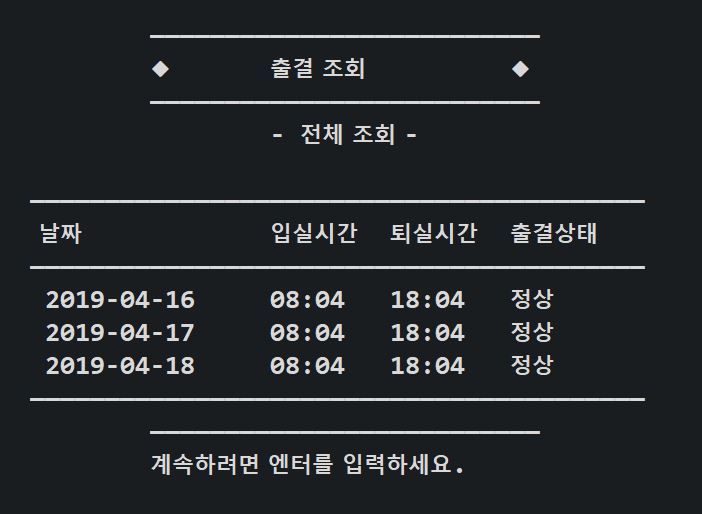 ◆ 출결 조회 ◆
- 전체 조회 -
날짜 입실시간 퇴실시간 출결상태
2019-04-16 08:04 18:04 정상
2019-04-17 08:04 18:04 정상
2019-04-18 08:04 18:04 정상
계속하려면 엔터를 입력하세요.